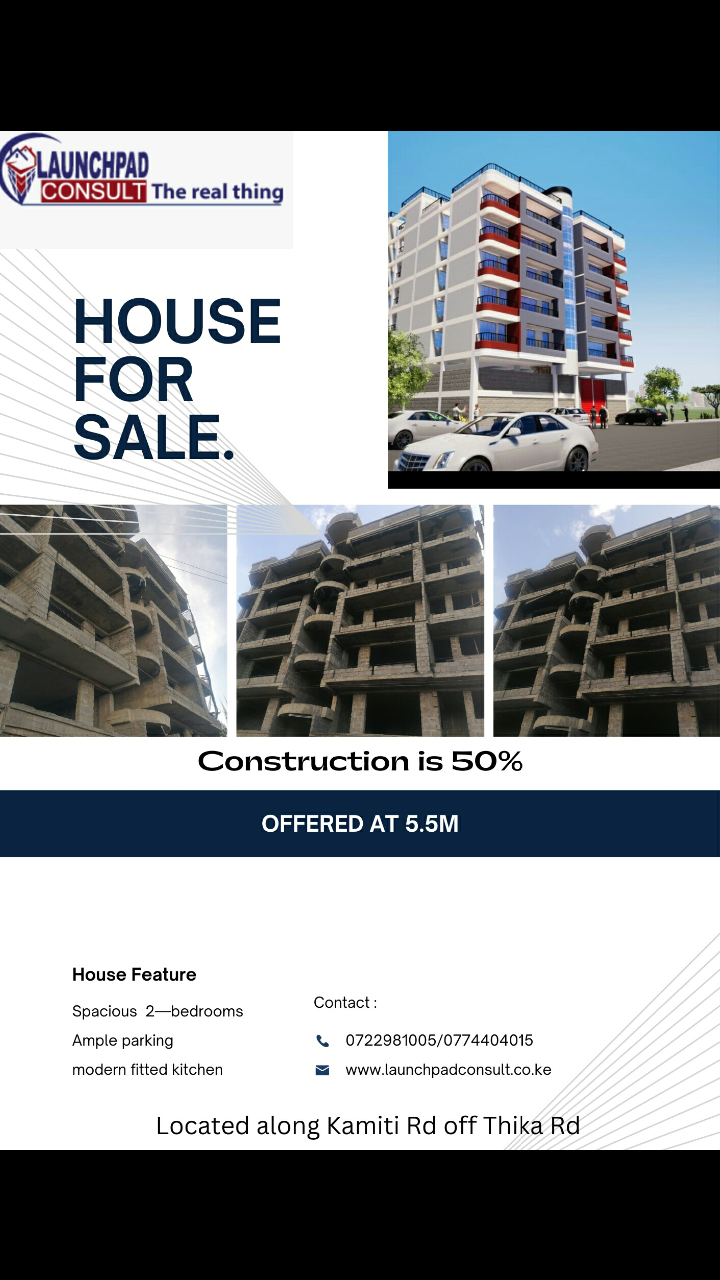 LAUNCHPAD
CONSULT The real thing
HOUSE
FOR
SALE.
Construction is 50%
OFFERED AT 5.5M
House Feature
Spacious 2—bedrooms
Ample parking
modern fitted kitchen
Contact :
0722981005/0774404015
www.launchpadconsult.co.ke
Located along Kamiti Rd off Thika Rd